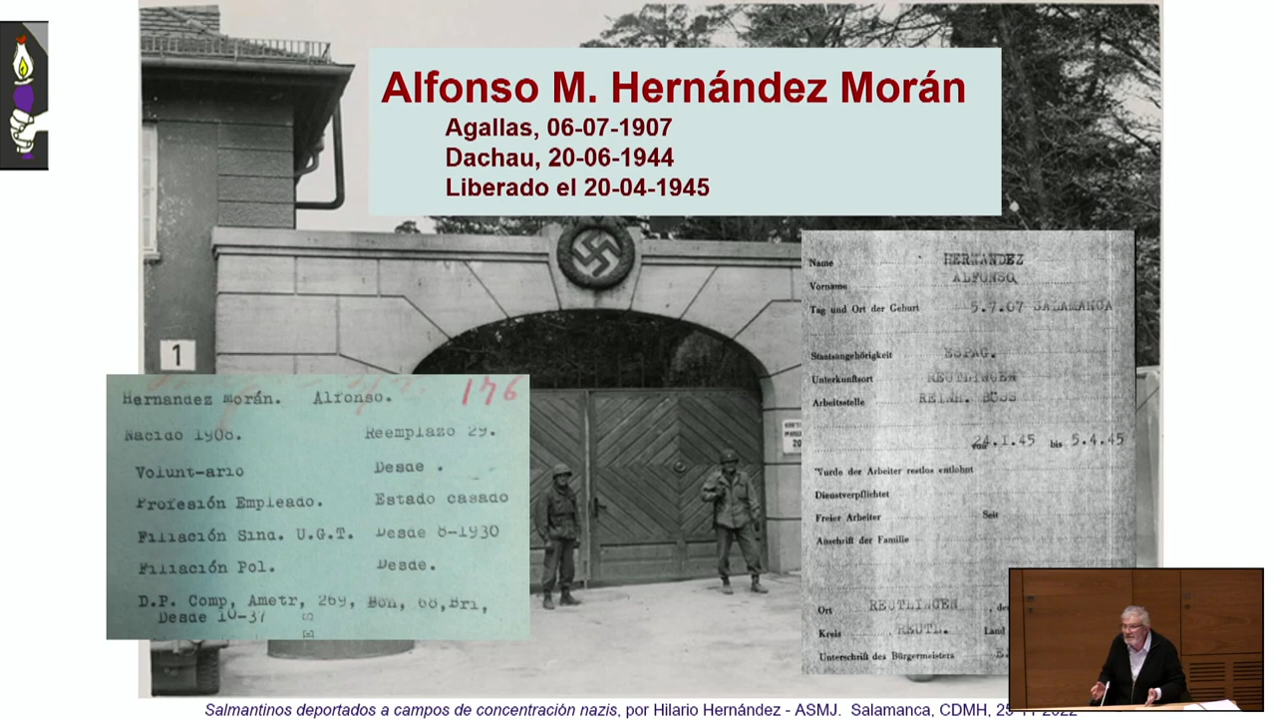 Alfonso M. Hernández Morán
Agallas, 06-07-1907
Dachau, 20-06-1944
Liberado el 20-04-1945
1
Hernandez Morán. Alfonso. 176
Nacido 1908. Reemplazo 29.
Volunt-ario Desde .
Profesión Empleado. Estado casado
Filiación Sind. U.G.T. Desde 8-1930
Filiación Pol. Desde.
D.P. Comp, Ametr, 269, Bon, 68, Bri,
Desde 10-37
Name HERNANDEZ
Vorname ALFONSO
Tag und Ort der Geburt 5.7.07 SALAMANCA
Staatsangehörigkeit ESPAG.
Unterkunftsort REUTLINGEN
Arbeitsstelle REINH.
von 24.1.45 bis 5.4.45
Wurde der Arbeiter restlos entlohnt
Dienstverpflichtet
Freier Arbeiter Seit
Anschrift der Familie
Ort REUTLINGEN
Kreis REUTL. Land
Unterschrift des Bürgermeisters
Salmantinos deportados a campos de concentración nazis, por Hilario Hernández - ASMJ. Salamanca, CDMH,